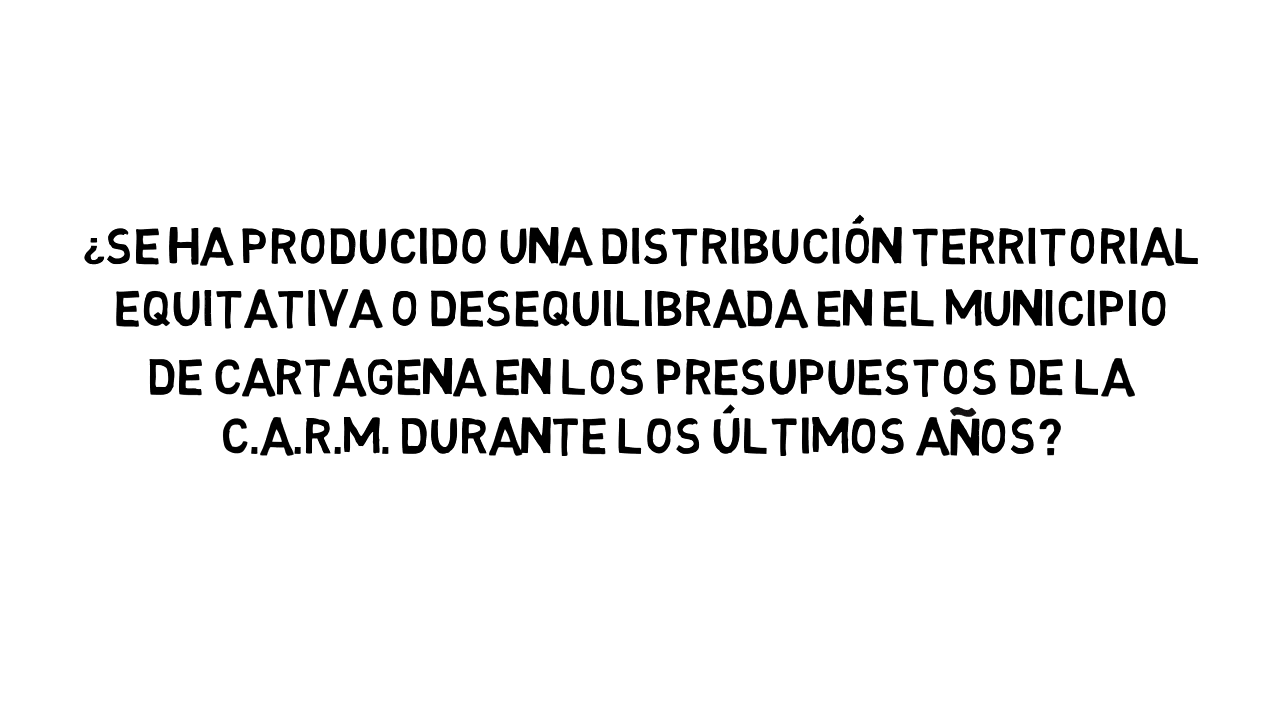 ¿SE HA PRODUCIDO UNA DISTRIBUCIÓN TERRITORIAL
EQUITATIVA O DESEQUILIBRADA EN EL MUNICIPIO
DE CARTAGENA EN LOS PRESUPUESTOS DE LA
C.A.R.M. DURANTE LOS ÚLTIMOS AÑOS?